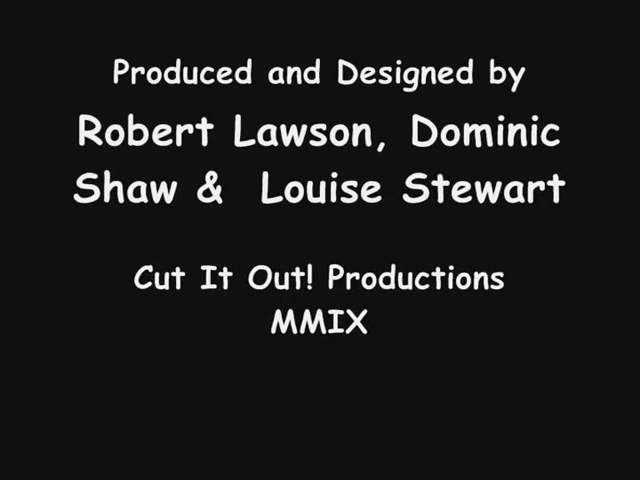 Produced and Designed by
Robert Lawson, Dominic
Shaw & Louise Stewart
Cut It Out! Productions
MMIX